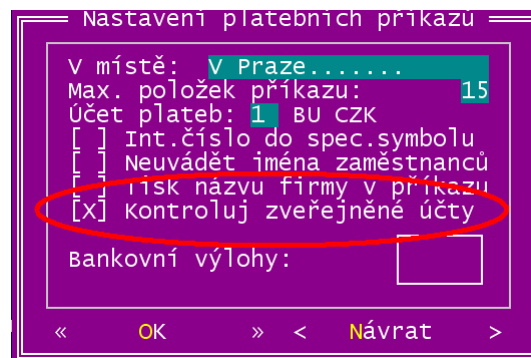 Nastavení platebních příkazů
V místě: V Praze.......
Max. položek příkazu: 15
Účet plateb: 1 BU CZK
[ ] Int.číslo do spec.symbolu
[ ] Neuvádět jména zaměstnanců
[ ] Tisk názvu firmy v příkazu
[X] Kontroluj zveřejněné účty
Bankovní výlohy:
« OK » < Návrat >